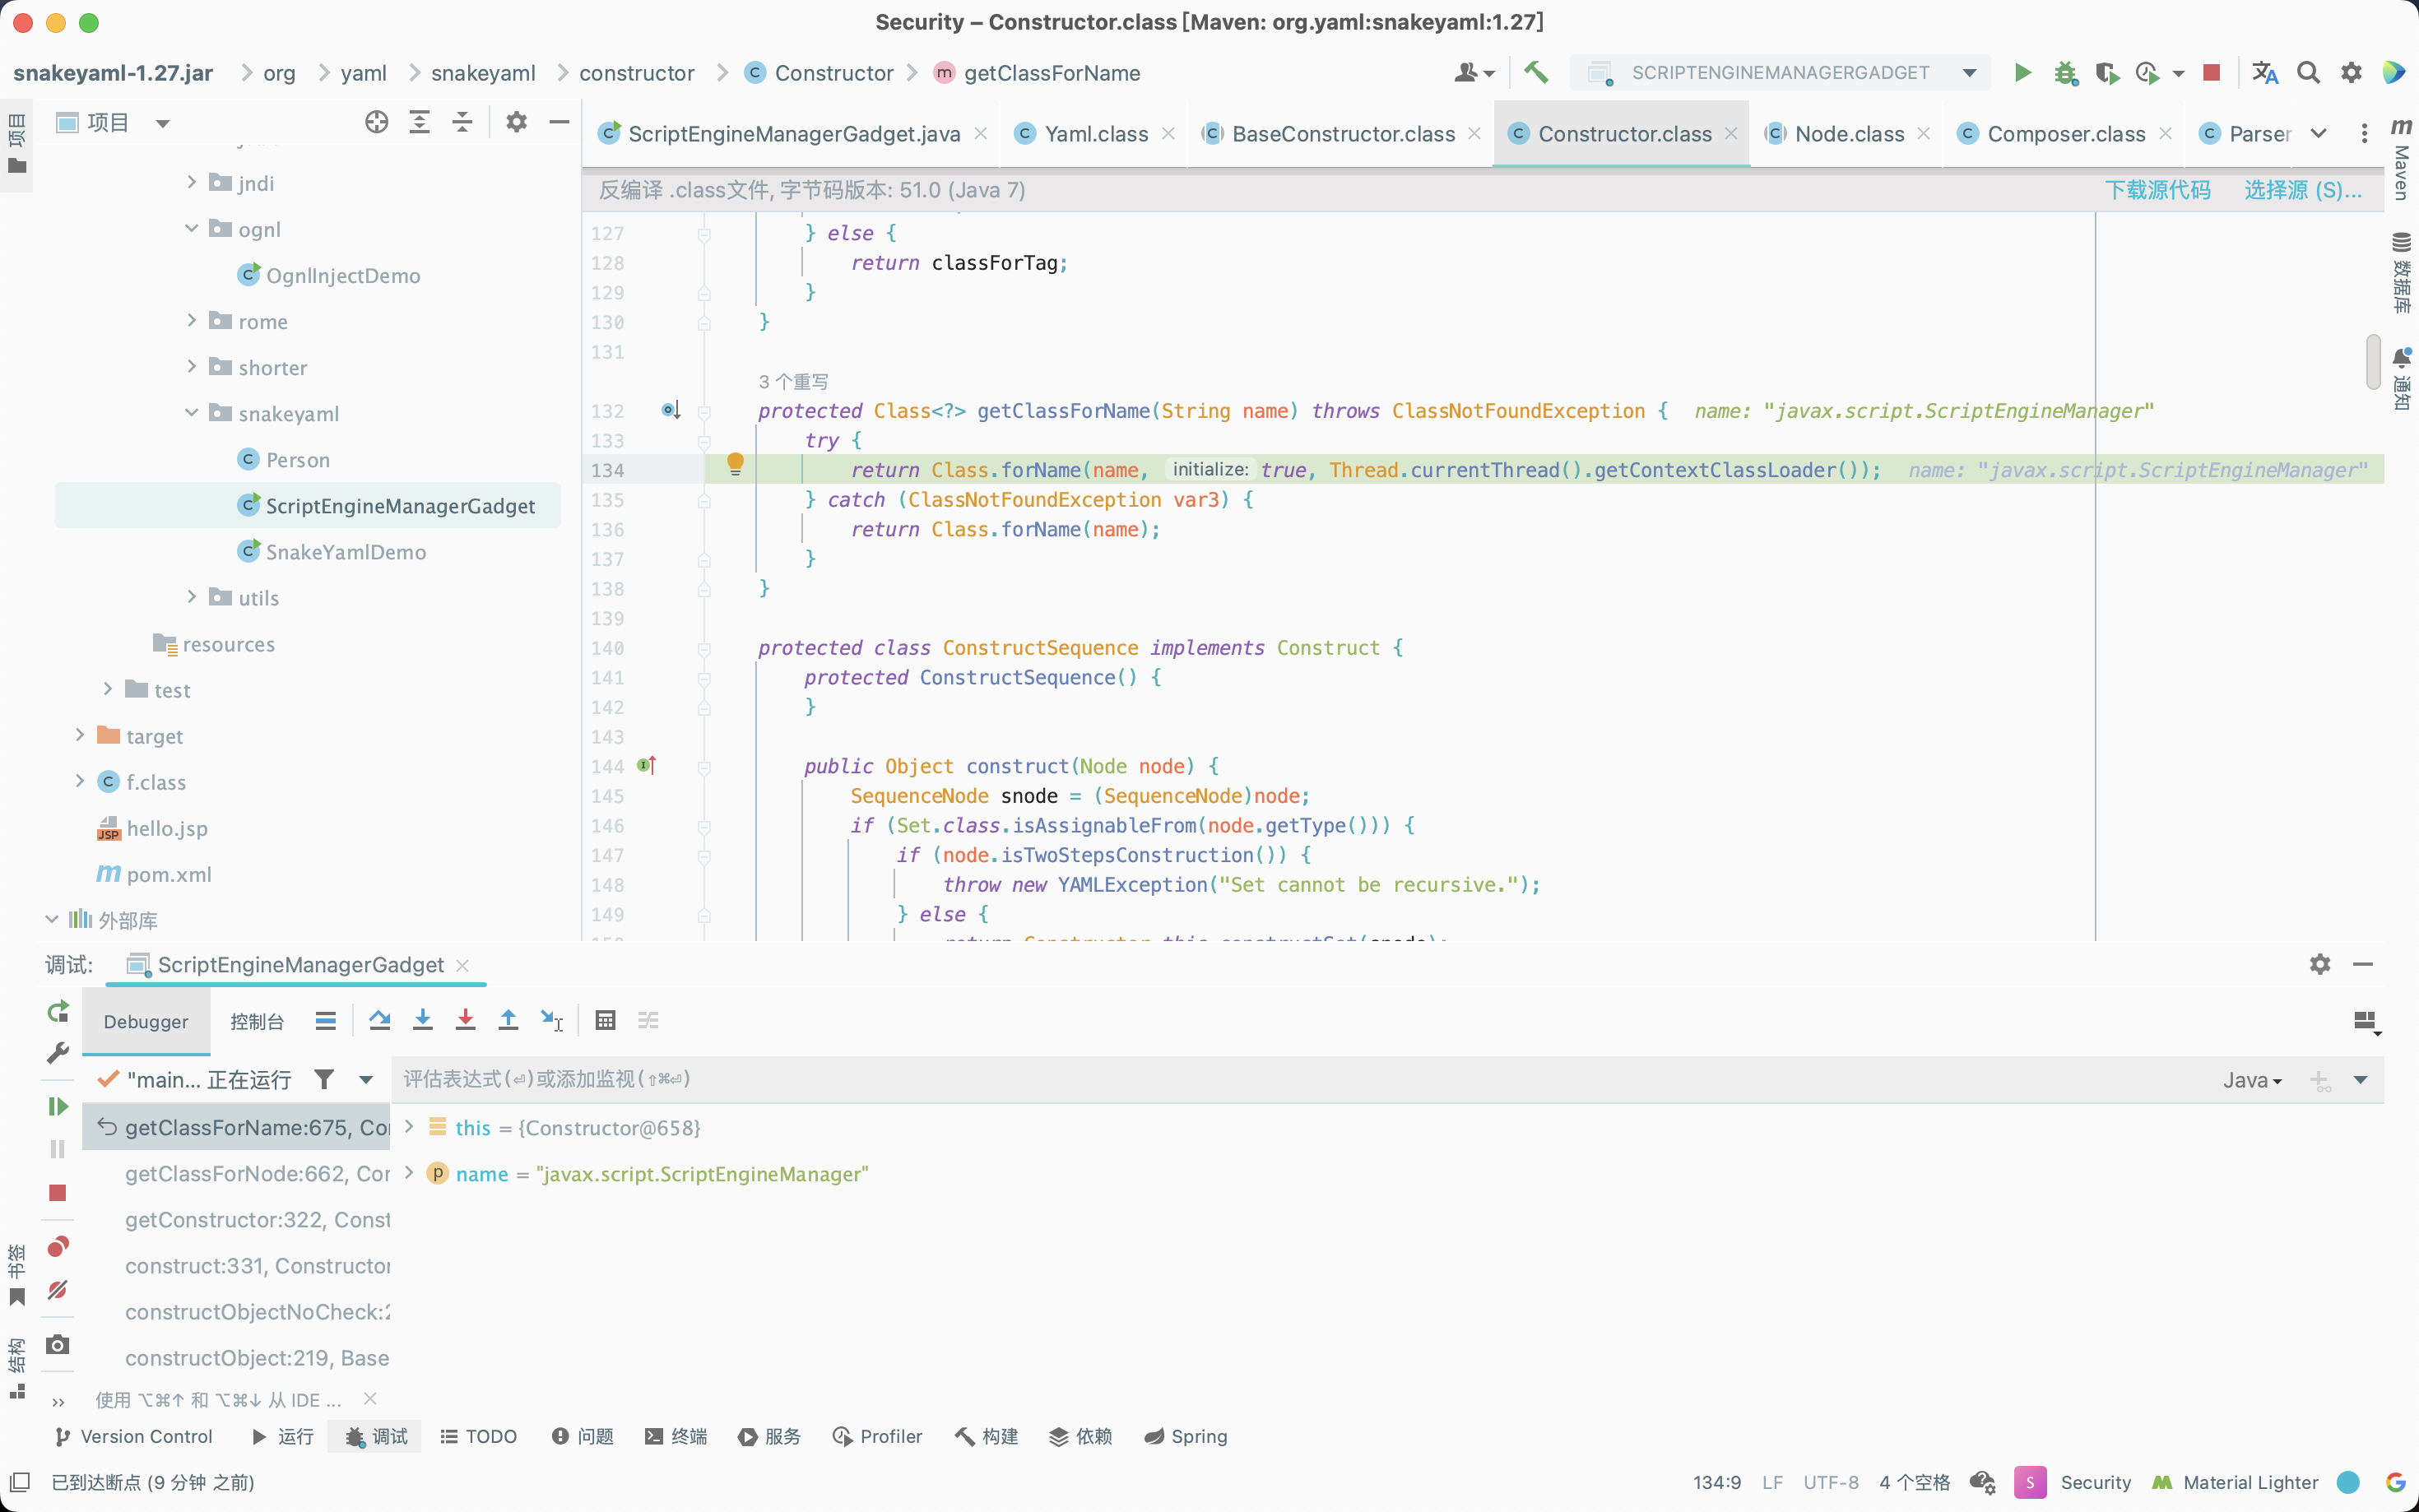 Security – Constructor.class [Maven: org.yaml:snakeyaml:1.27]
snakeyaml-1.27.jar org yaml snakeyaml constructor Constructor getClassForName
SCRIPTENGINEMANAGERGADGET
项目
ScriptEngineManagerGadget.java Yaml.class BaseConstructor.class Constructor.class Node.class Composer.class Parser
反编译 .class文件, 字节码版本: 51.0 (Java 7) 下载源代码 选择源 (S)...
项目
jndi
ognl
OgnlInjectDemo
rome
shorter
snakeyaml
Person
ScriptEngineManagerGadget
SnakeYamlDemo
utils
resources
test
target
f.class
hello.jsp
pom.xml
外部库
127 } else {
128 return classForTag;
129 }
130 }
131
3 个重写
132 protected Class<?> getClassForName(String name) throws ClassNotFoundException { name: "javax.script.ScriptEngineManager"
133 try {
134 return Class.forName(name, initialize: true, Thread.currentThread().getContextClassLoader()); name: "javax.script.ScriptEngineManager"
135 } catch (ClassNotFoundException var3) {
136 return Class.forName(name);
137 }
138 }
139
140 protected class ConstructSequence implements Construct {
141 protected ConstructSequence() {
142 }
143
144 public Object construct(Node node) {
145 SequenceNode snode = (SequenceNode)node;
146 if (Set.class.isAssignableFrom(node.getType())) {
147 if (node.isTwoStepsConstruction()) {
148 throw new YAMLException("Set cannot be recursive.");
149 } else {
Maven
数据库
通知
调试: ScriptEngineManagerGadget
Debugger 控制台
"main... 正在运行
评估表达式(⏎)或添加监视(⇧⌘⏎) Java
getClassForName:675, Con
getClassForNode:662, Cor
getConstructor:322, Const
construct:331, Constructor
constructObjectNoCheck:2
constructObject:219, Base
this = {Constructor@658}
name = "javax.script.ScriptEngineManager"
书签
结构
使用 ⌥⌘↑ 和 ⌥⌘↓ 从 IDE ...
Version Control 运行 调试 TODO 问题 终端 服务 Profiler 构建 依赖 Spring
已到达断点 (9 分钟 之前) 134:9 LF UTF-8 4 个空格 S Security Material Lighter